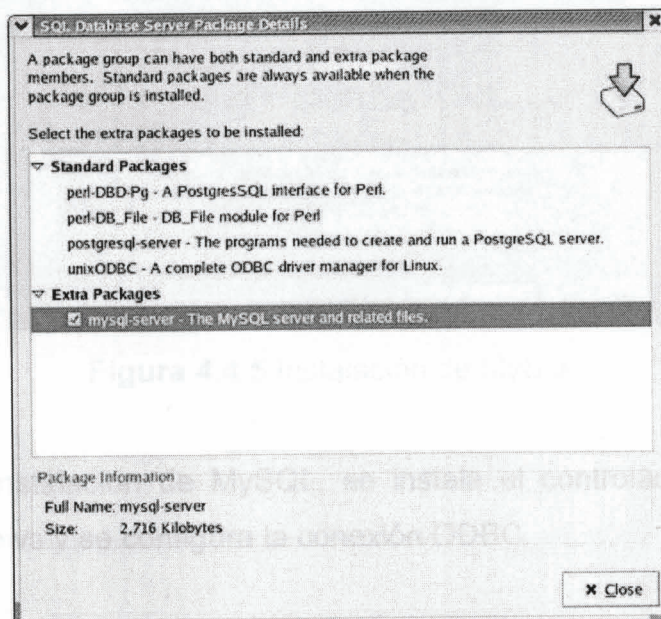 SQL Database Server Package Details
A package group can have both standard and extra package
members. Standard packages are always available when the
package group is installed.
Select the extra packages to be installed:
Standard Packages
perl-DBD-Pg - A PostgresSQL interface for Perl.
perl-DB_File - DB_File module for Perl
postgresql-server - The programs needed to create and run a PostgreSQL server.
unixODBC - A complete ODBC driver manager for Linux.
Extra Packages
mysql-server - The MySQL server and related files.
Figura 4.4.5 Instalación de
Package Information
de MySQL, se instala el
Full Name: mysql-server
Size: 2,716 Kilobytes
y se configura la conexión ODBC.
Close